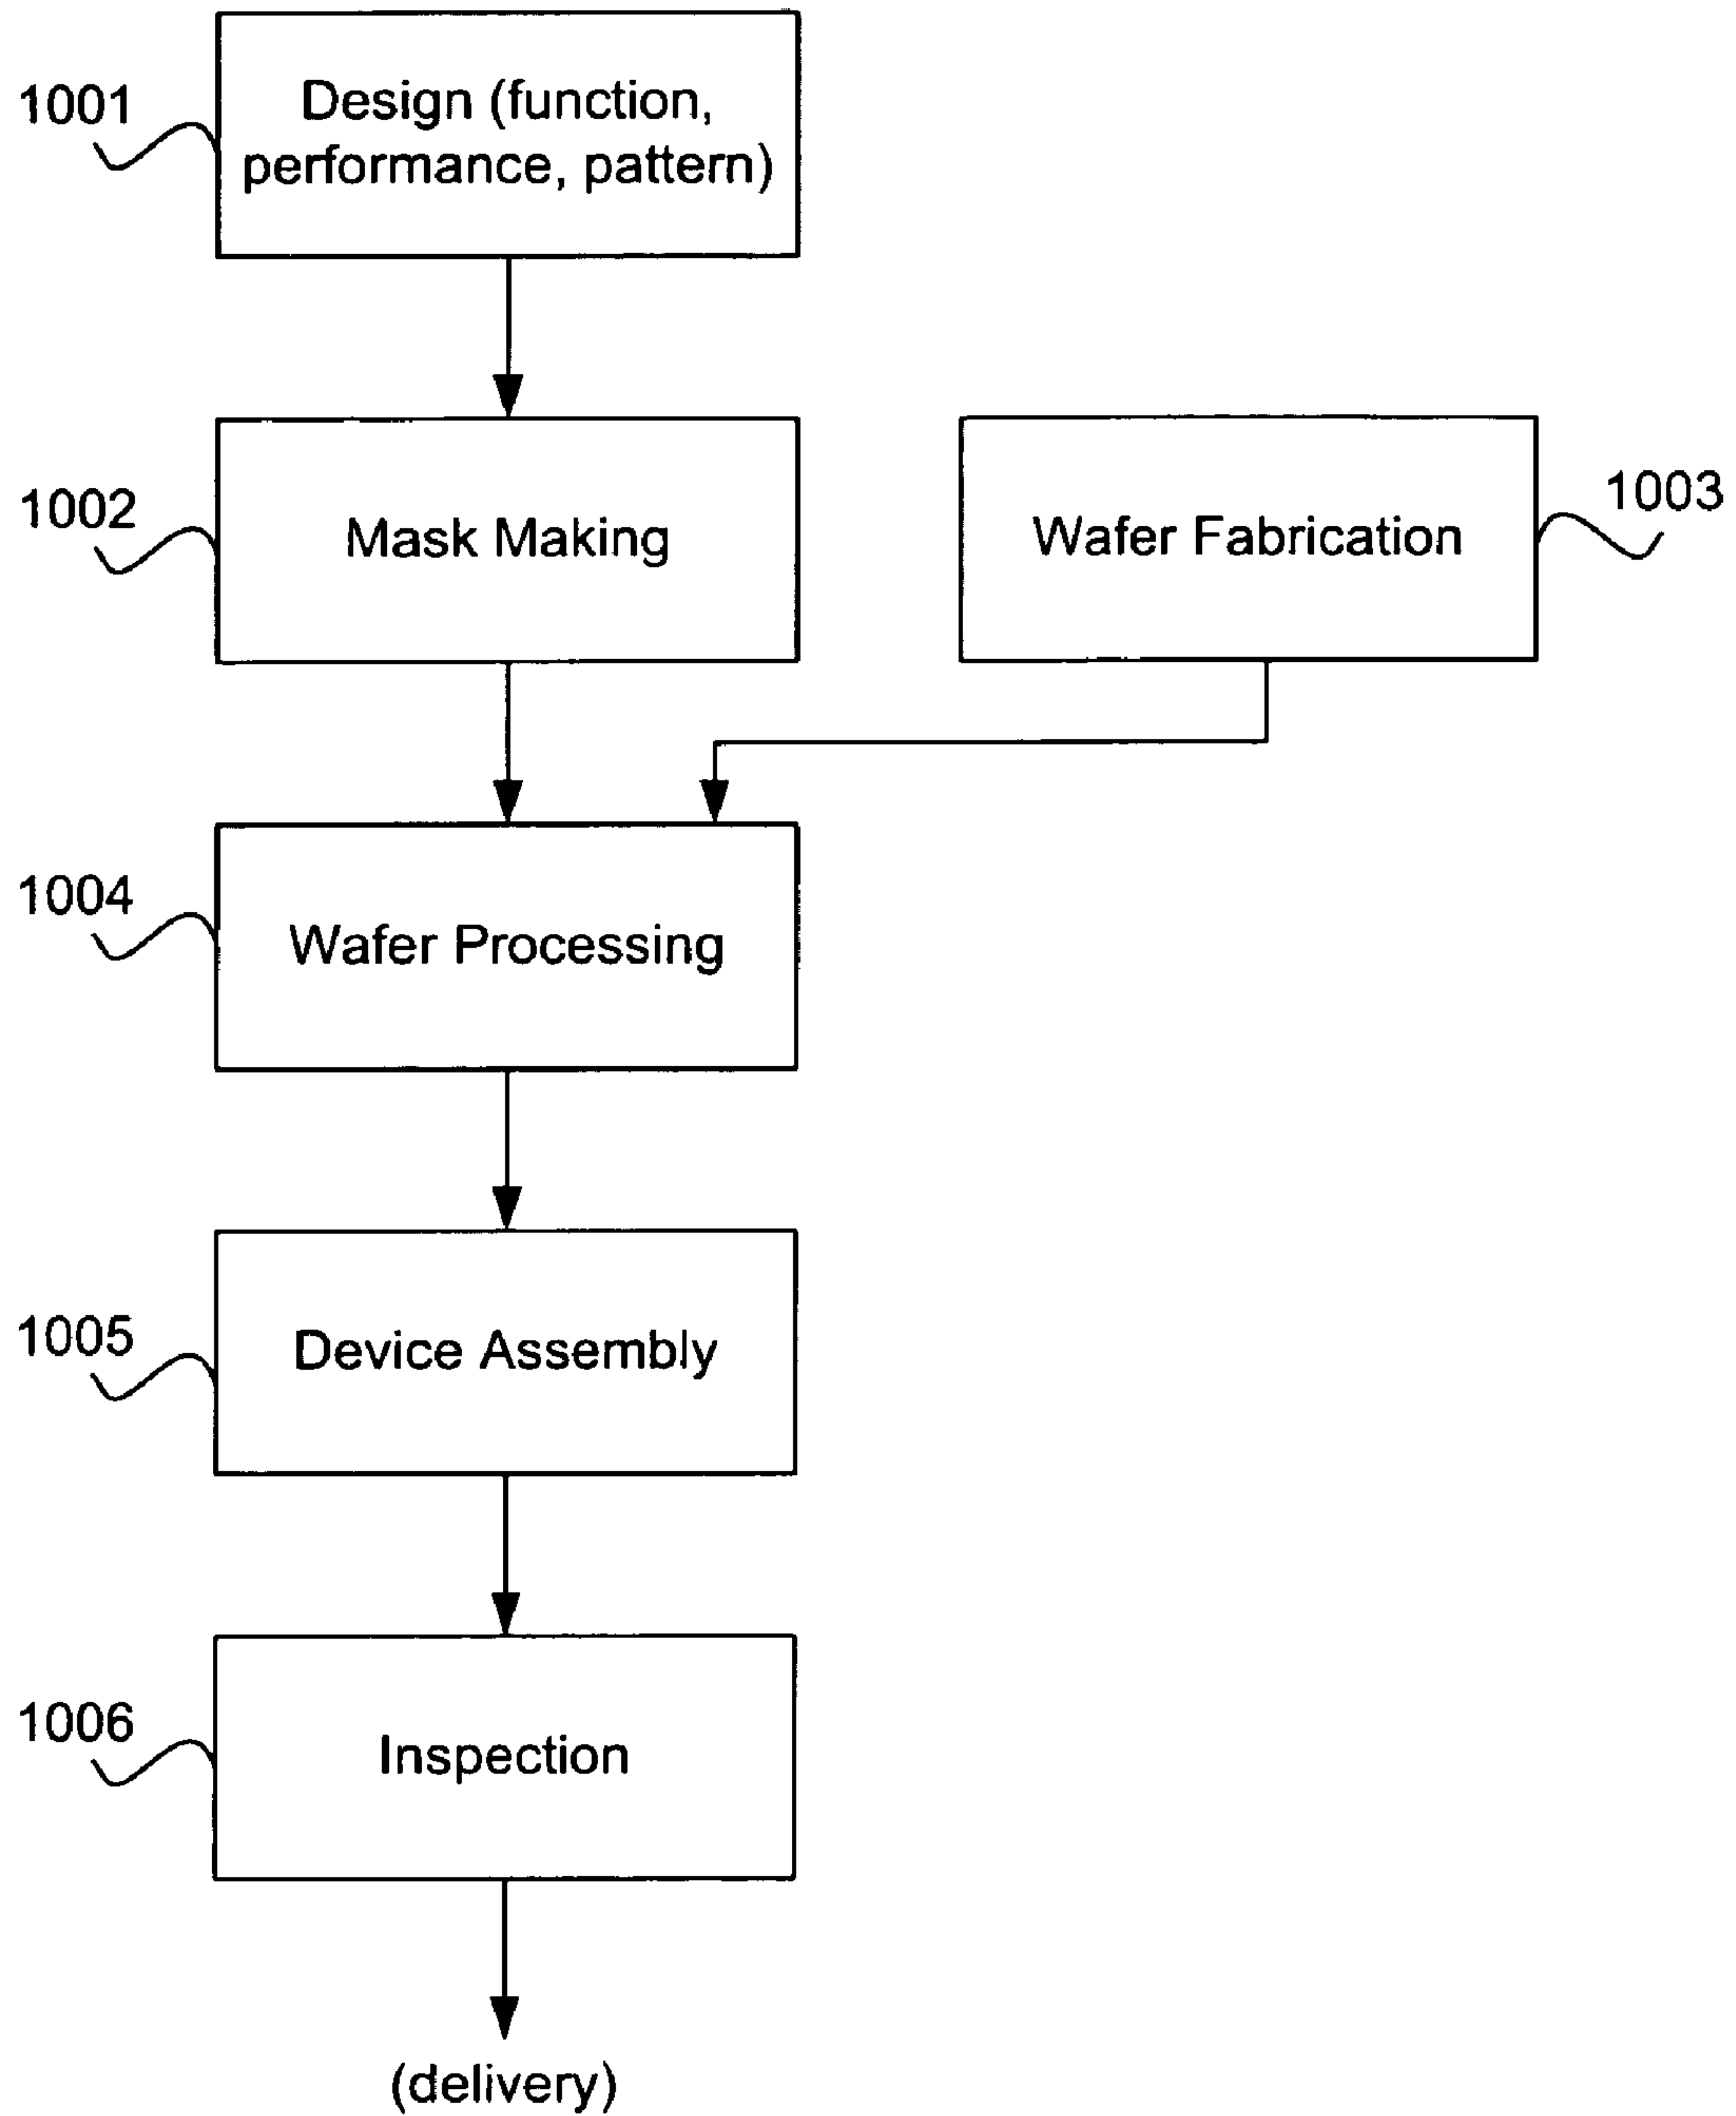 1001
Design (function,
performance, pattern)
1002
Mask Making
Wafer Fabrication
1003
1004
Wafer Processing
1005
Device Assembly
1006
Inspection
(delivery)